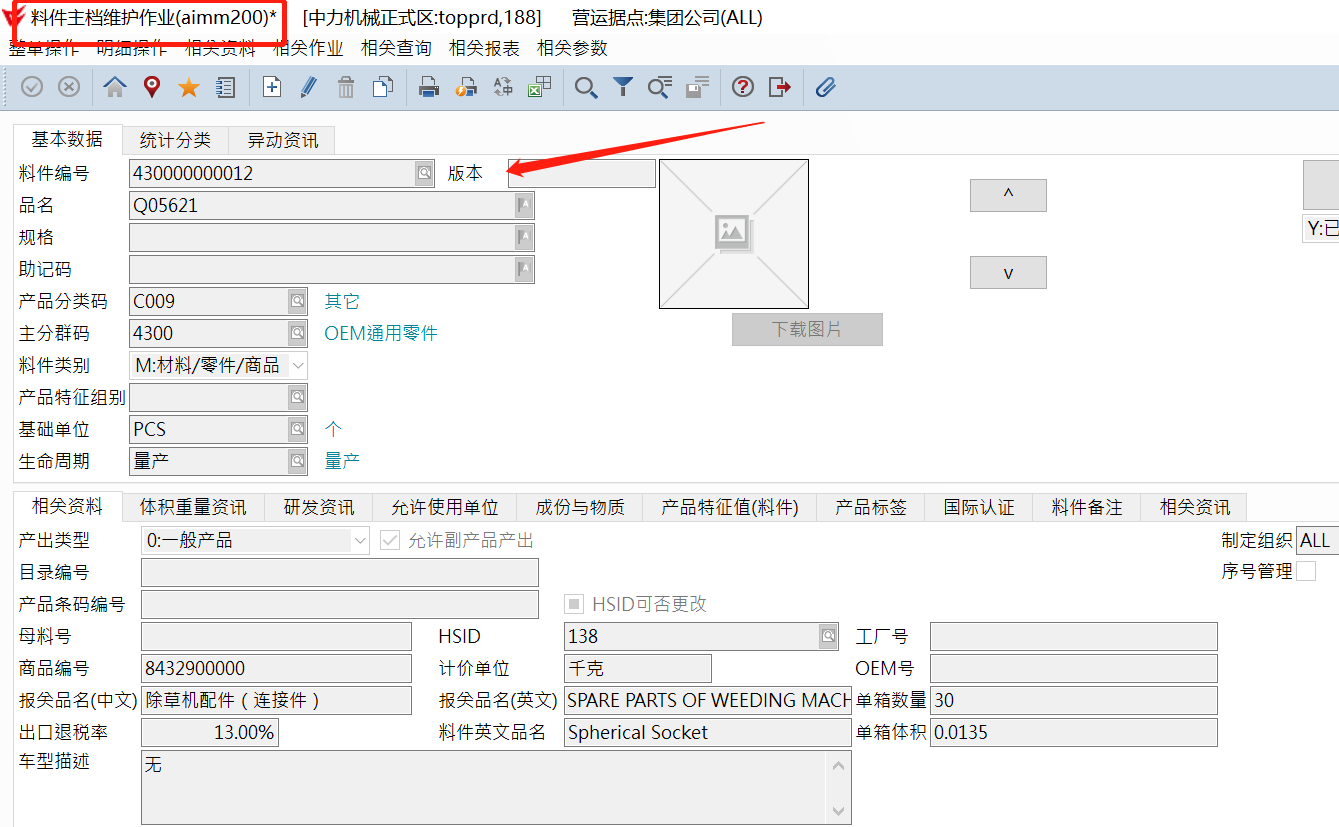 料件主档维护作业(aimm200)* [中力机械正式区:topprd,188] 营运据点:集团公司(ALL)
整单操作 明细操作 相关资料 相关作业 相关查询 相关报表 相关参数
基本数据 统计分类 异动资讯
料件编号 430000000012 版本
品名 Q05621
规格
助记码
产品分类码 C009 其它
主分群码 4300 OEM通用零件
料件类别 M:材料/零件/商品
产品特征组别
基础单位 PCS 个
生命周期 量产 量产
^
v
下载图片
Y:已
相关资料 体积重量资讯 研发资讯 允许使用单位 成份与物质 产品特征值(料件) 产品标签 国际认证 料件备注 相关资讯
产出类型 0:一般产品 允许副产品产出 制定组织 ALL
目录编号 序号管理
产品条码编号 HSID可否更改
母料号 HSID 138 工厂号
商品编号 8432900000 计价单位 千克 OEM号
报关品名(中文) 除草机配件（连接件） 报关品名(英文) SPARE PARTS OF WEEDING MACH 单箱数量 30
出口退税率 13.00% 料件英文品名 Spherical Socket 单箱体积 0.0135
车型描述 无